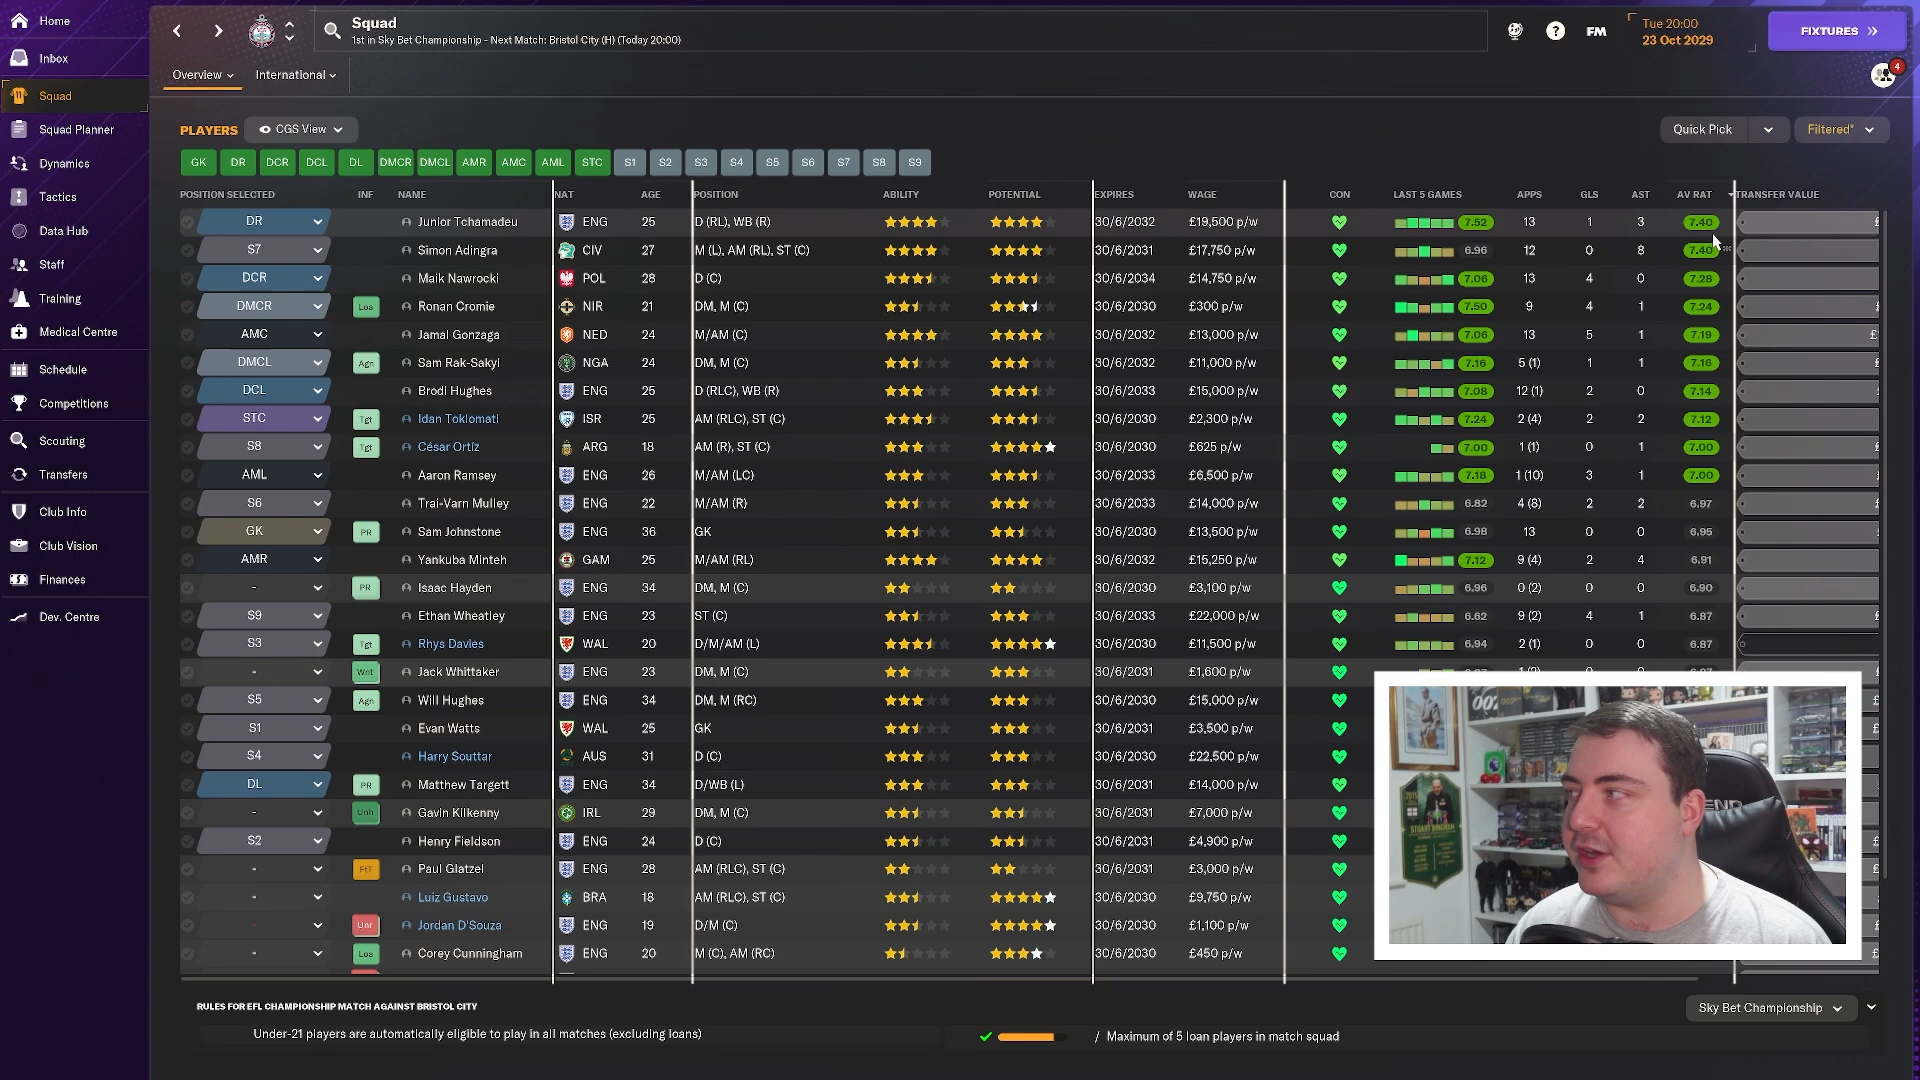 Home
Inbox
Squad
Squad Planner
Dynamics
Tactics
Data Hub
Staff
Training
Medical Centre
Schedule
Competitions
Scouting
Transfers
Club Info
Club Vision
Finances
Dev. Centre
Squad
1st in Sky Bet Championship - Next Match: Bristol City (H) (Today 20:00)
FM
Tue 20:00
23 Oct 2029
FIXTURES
4
Overview International
PLAYERS CGS View Quick Pick Filtered*
GK DR DCR DCL DL DMCR DMCL AMR AMC AML STC S1 S2 S3 S4 S5 S6 S7 S8 S9
POSITION SELECTED INF NAME NAT AGE POSITION ABILITY POTENTIAL EXPIRES WAGE CON LAST 5 GAMES APPS GLS AST AV RAT TRANSFER VALUE
DR Junior Tchamadeu ENG 25 D (RL), WB (R) 30/6/2032 £19,500 p/w 7.52 13 1 3 7.40
S7 Simon Adingra CIV 27 M (L), AM (RL), ST (C) 30/6/2031 £17,750 p/w 6.96 12 0 8 7.40
DCR Maik Nawrocki POL 28 D (C) 30/6/2034 £14,750 p/w 7.06 13 4 0 7.28
DMCR Loa Ronan Cromie NIR 21 DM, M (C) 30/6/2030 £300 p/w 7.50 9 4 1 7.24
AMC Jamal Gonzaga NED 24 M/AM (C) 30/6/2032 £13,000 p/w 7.06 13 5 1 7.19
DMCL Agn Sam Rak-Sakyi NGA 24 DM, M (C) 30/6/2032 £11,000 p/w 7.16 5 (1) 1 1 7.16
DCL Brodi Hughes ENG 25 D (RLC), WB (R) 30/6/2033 £15,000 p/w 7.08 12 (1) 2 0 7.14
STC Tgt Idan Toklomati ISR 25 AM (RLC), ST (C) 30/6/2030 £2,300 p/w 7.24 2 (4) 2 2 7.12
S8 Tgt César Ortíz ARG 18 AM (R), ST (C) 30/6/2030 £625 p/w 7.00 1 (1) 0 1 7.00
AML Aaron Ramsey ENG 26 M/AM (LC) 30/6/2033 £6,500 p/w 7.18 1 (10) 3 1 7.00
S6 Trai-Varn Mulley ENG 22 M/AM (R) 30/6/2033 £14,000 p/w 6.82 4 (8) 2 2 6.97
GK PR Sam Johnstone ENG 36 GK 30/6/2030 £13,500 p/w 6.98 13 0 0 6.95
AMR Yankuba Minteh GAM 25 M/AM (RL) 30/6/2032 £15,250 p/w 7.12 9 (4) 2 4 6.91
- PR Isaac Hayden ENG 34 DM, M (C) 30/6/2030 £3,100 p/w 6.96 0 (2) 0 0 6.90
S9 Ethan Wheatley ENG 23 ST (C) 30/6/2033 £22,000 p/w 6.62 9 (2) 4 1 6.87
S3 Tgt Rhys Davies WAL 20 D/M/AM (L) 30/6/2030 £11,500 p/w 6.94 2 (1) 0 0 6.87
- Wnt Jack Whittaker ENG 23 DM, M (C) 30/6/2031 £1,600 p/w
S5 Agn Will Hughes ENG 34 DM, M (RC) 30/6/2030 £15,000 p/w
S1 Evan Watts WAL 25 GK 30/6/2031 £3,500 p/w
S4 Harry Souttar AUS 31 D (C) 30/6/2030 £22,500 p/w
DL PR Matthew Targett ENG 34 D/WB (L) 30/6/2031 £14,000 p/w
- Unh Gavin Kilkenny IRL 29 DM, M (C) 30/6/2031 £7,000 p/w
S2 Henry Fieldson ENG 24 D (C) 30/6/2031 £4,900 p/w
- FtT Paul Glatzel ENG 28 AM (RLC), ST (C) 30/6/2031 £3,000 p/w
- Luiz Gustavo BRA 18 AM (RLC), ST (C) 30/6/2030 £9,750 p/w
- Unr Jordan D'Souza ENG 19 D/M (C) 30/6/2030 £1,100 p/w
- Loa Corey Cunningham ENG 20 M (C), AM (RC) 30/6/2030 £450 p/w
007
STUART BINGHAM
RULES FOR EFL CHAMPIONSHIP MATCH AGAINST BRISTOL CITY
Sky Bet Championship
Under-21 players are automatically eligible to play in all matches (excluding loans)
/ Maximum of 5 loan players in match squad